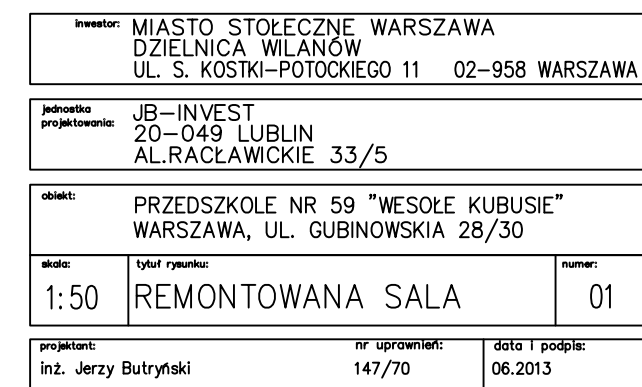 inwestor: MIASTO STOŁECZNE WARSZAWA
DZIELNICA WILANÓW
UL. S. KOSTKI-POTOCKIEGO 11 02-958 WARSZAWA
jednostka projektowania: JB-INVEST
20-049 LUBLIN
AL.RACŁAWICKIE 33/5
obiekt: PRZEDSZKOLE NR 59 "WESOŁE KUBUSIE"
WARSZAWA, UL. GUBINOWSKIA 28/30
skala: tytuł rysunku: numer:
1:50 REMONTOWANA SALA 01
projektant: nr uprawnień: data i podpis:
inż. Jerzy Butryński 147/70 06.2013